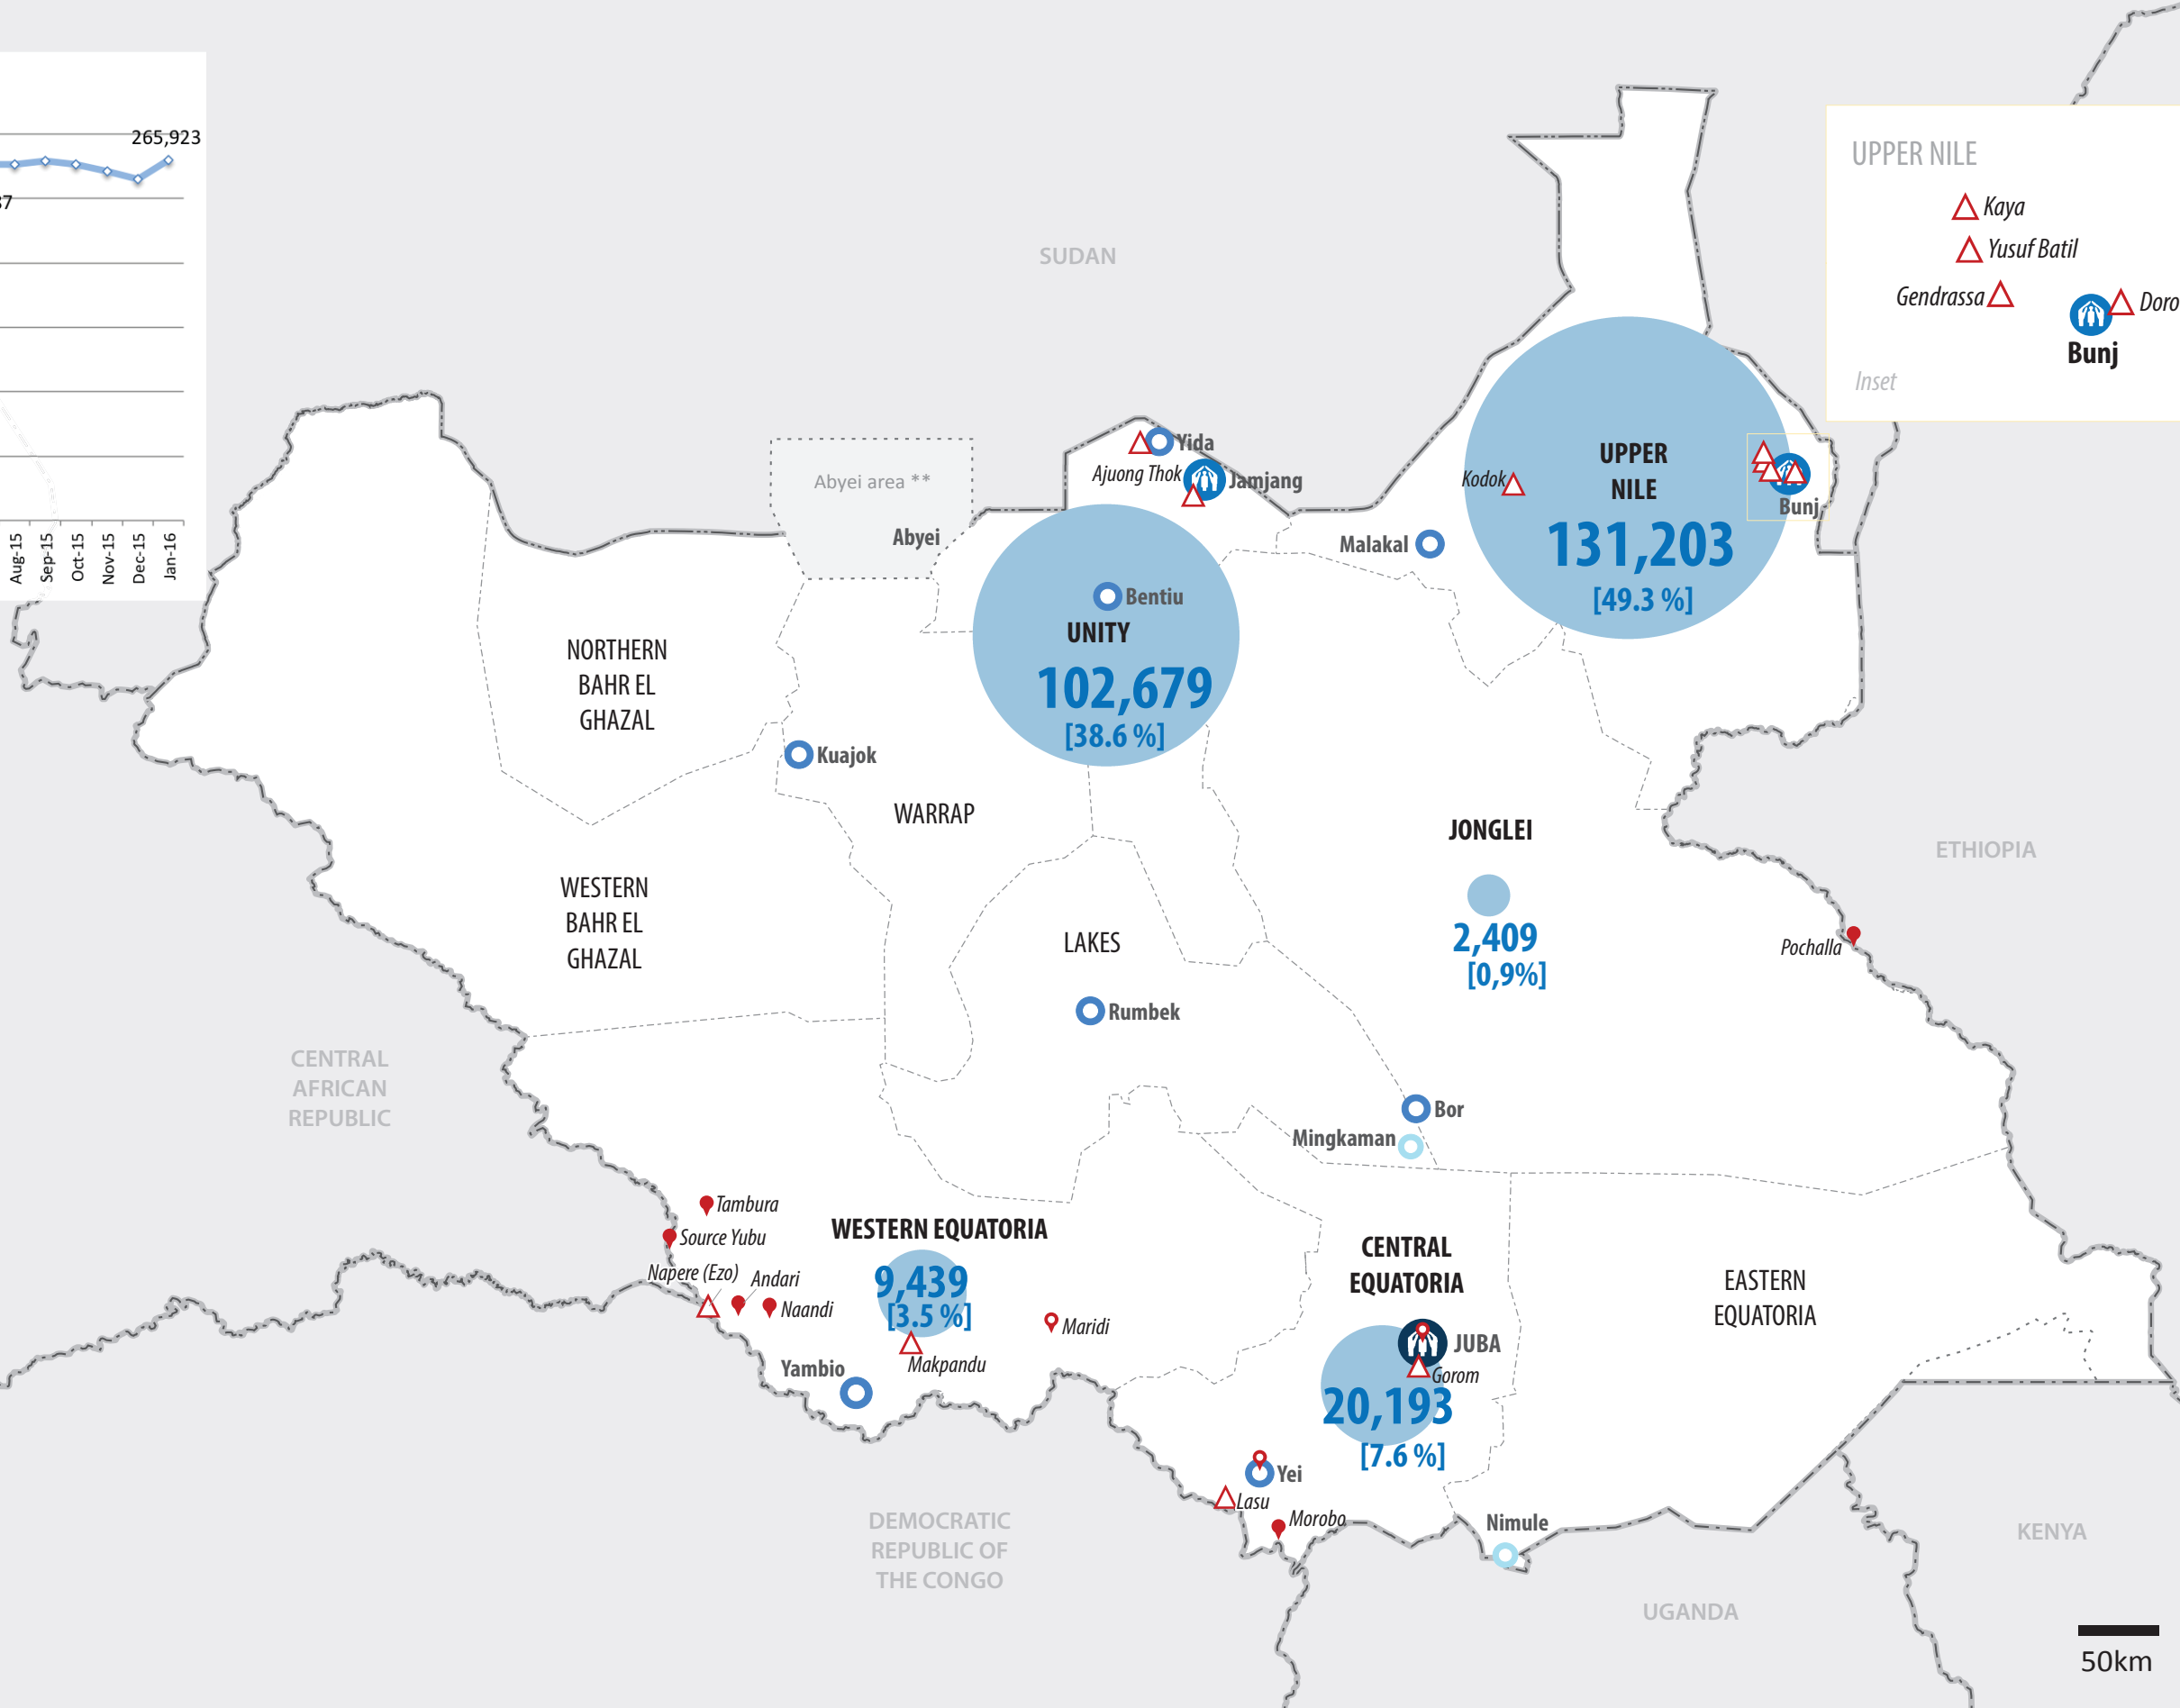 265,923
87
Aug-15
Sep-15
Oct-15
Nov-15
Dec-15
Jan-16
UPPER NILE
Kaya
Yusuf Batil
Gendrassa
Doro
Bunj
Inset
SUDAN
Yida
Ajuong Thok
Jamjang
Abyei area **
Abyei
Kodok
UPPER
NILE
131,203
[49.3 %]
Bunj
Malakal
Bentiu
UNITY
102,679
[38.6 %]
NORTHERN
BAHR EL
GHAZAL
Kuajok
WARRAP
JONGLEI
2,409
[0,9%]
ETHIOPIA
WESTERN
BAHR EL
GHAZAL
LAKES
Pochalla
Rumbek
CENTRAL
AFRICAN
REPUBLIC
Bor
Mingkaman
Tambura
Source Yubu
Napere (Ezo)
Andari
Naandi
WESTERN EQUATORIA
9,439
[3.5 %]
Makpandu
Maridi
Yambio
CENTRAL
EQUATORIA
JUBA
Gorom
20,193
[7.6 %]
EASTERN
EQUATORIA
Yei
Lasu
Morobo
Nimule
DEMOCRATIC
REPUBLIC OF
THE CONGO
KENYA
UGANDA
50km